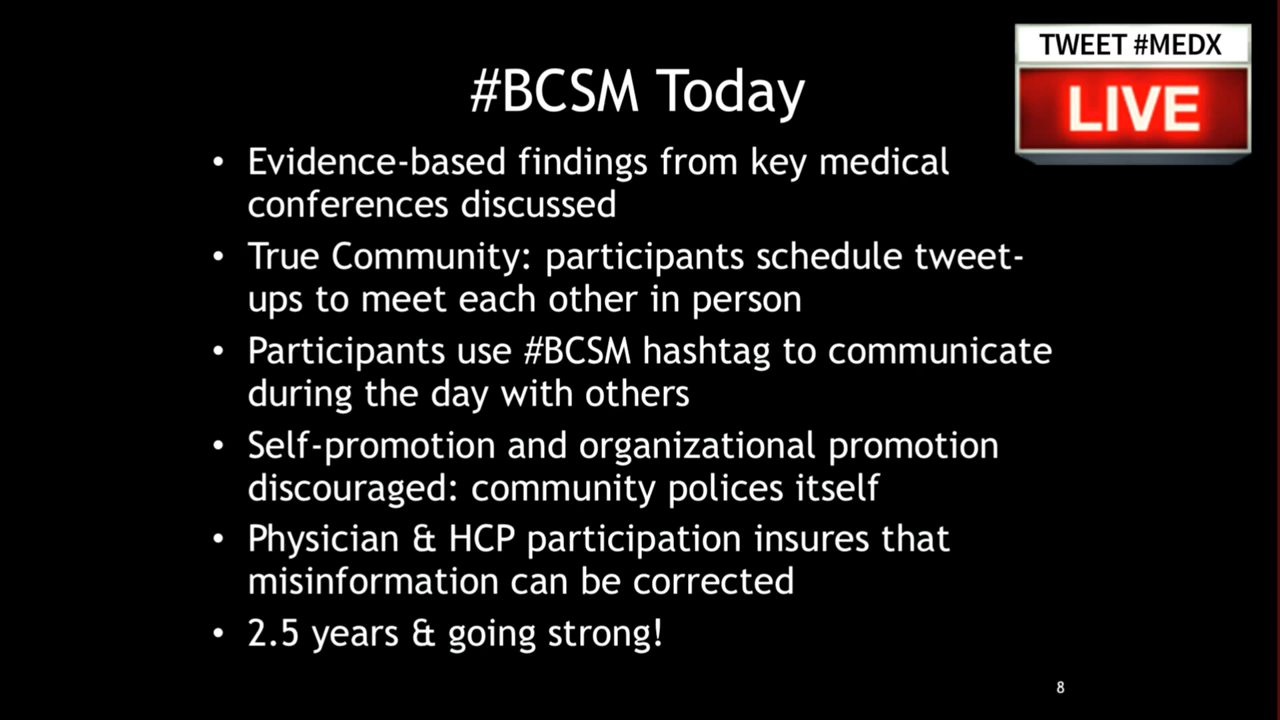 TWEET #MEDX
LIVE
#BCSM Today
• Evidence-based findings from key medical
conferences discussed
• True Community: participants schedule tweet-
ups to meet each other in person
• Participants use #BCSM hashtag to communicate
during the day with others
• Self-promotion and organizational promotion
discouraged: community polices itself
• Physician & HCP participation insures that
misinformation can be corrected
• 2.5 years & going strong!
8